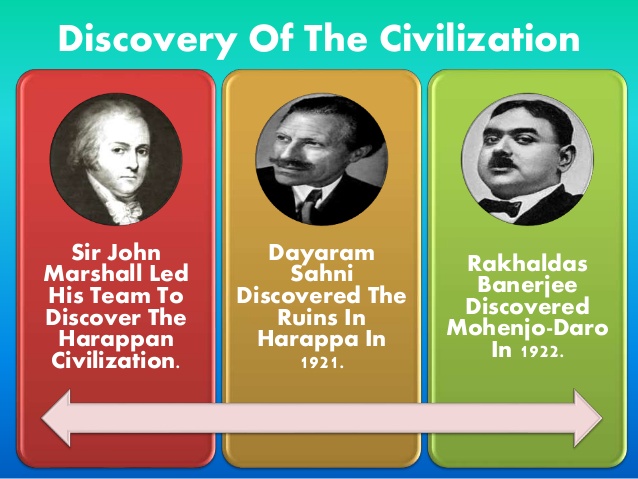 Discovery Of The Civilization
Sir John
Marshall Led
His Team To
Discover The
Harappan
Civilization.
Dayaram
Sahni
Discovered The
Ruins In
Harappa In
1921.
Rakhaldas
Banerjee
Discovered
Mohenjo-Daro
In 1922.